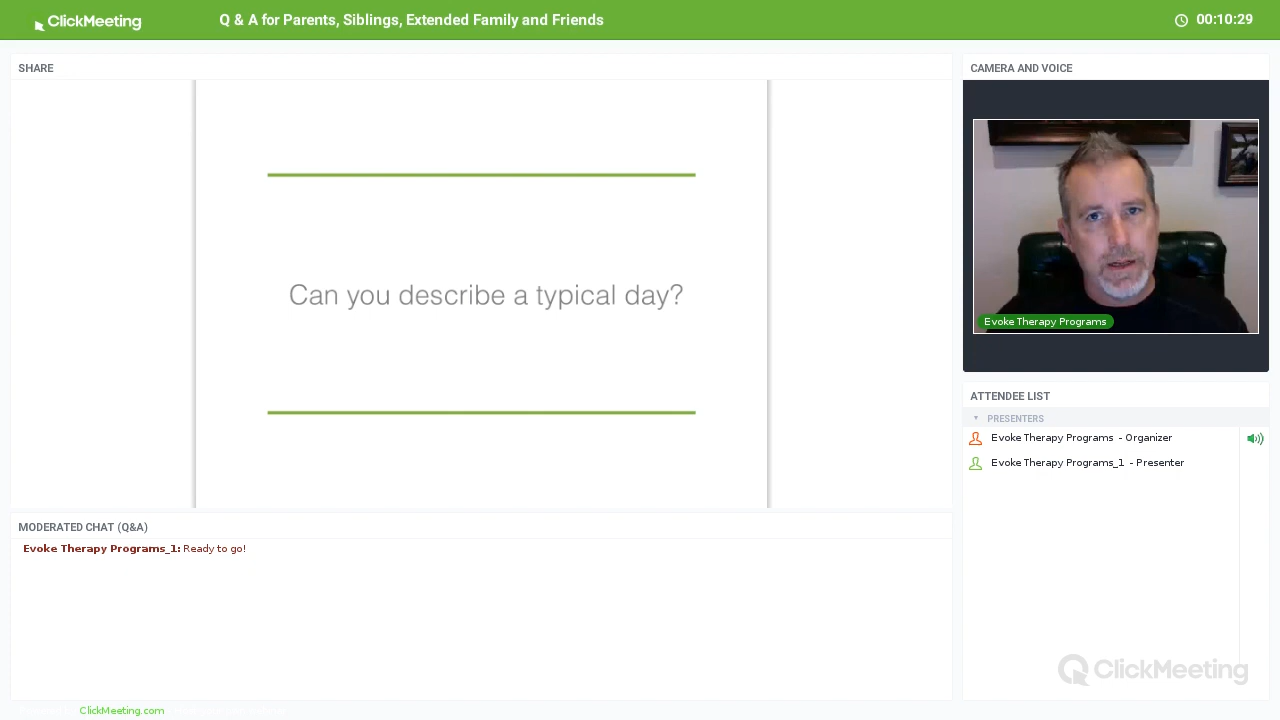 ClickMeeting
Q & A for Parents, Siblings, Extended Family and Friends
00:10:29
SHARE
Can you describe a typical day?
CAMERA AND VOICE
Evoke Therapy Programs
ATTENDEE LIST
PRESENTERS
Evoke Therapy Programs - Organizer
Evoke Therapy Programs_1 - Presenter
MODERATED CHAT (Q&A)
Evoke Therapy Programs_1: Ready to go!
ClickMeeting
ClickMeeting.com